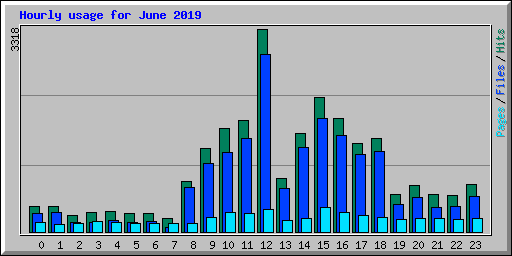 Hourly usage for June 2019
3318
Pages/Files/Hits
0 1 2 3 4 5 6 7 8 9 10 11 12 13 14 15 16 17 18 19 20 21 22 23